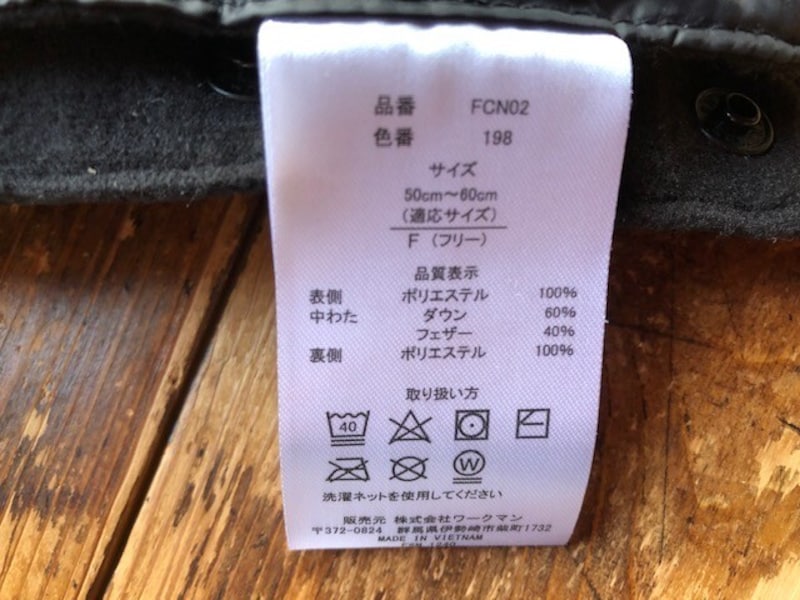 品番 FCN02
色番 198
サイズ
50cm～60cm
(適応サイズ)
F (フリー)
品質表示
表側 ポリエステル 100%
中わた ダウン 60%
フェザー 40%
裏側 ポリエステル 100%
取り扱い方
40
W
洗濯ネットを使用してください
販売元 株式会社ワークマン
〒372-0824 群馬県伊勢崎市柴町1732
MADE IN VIETNAM